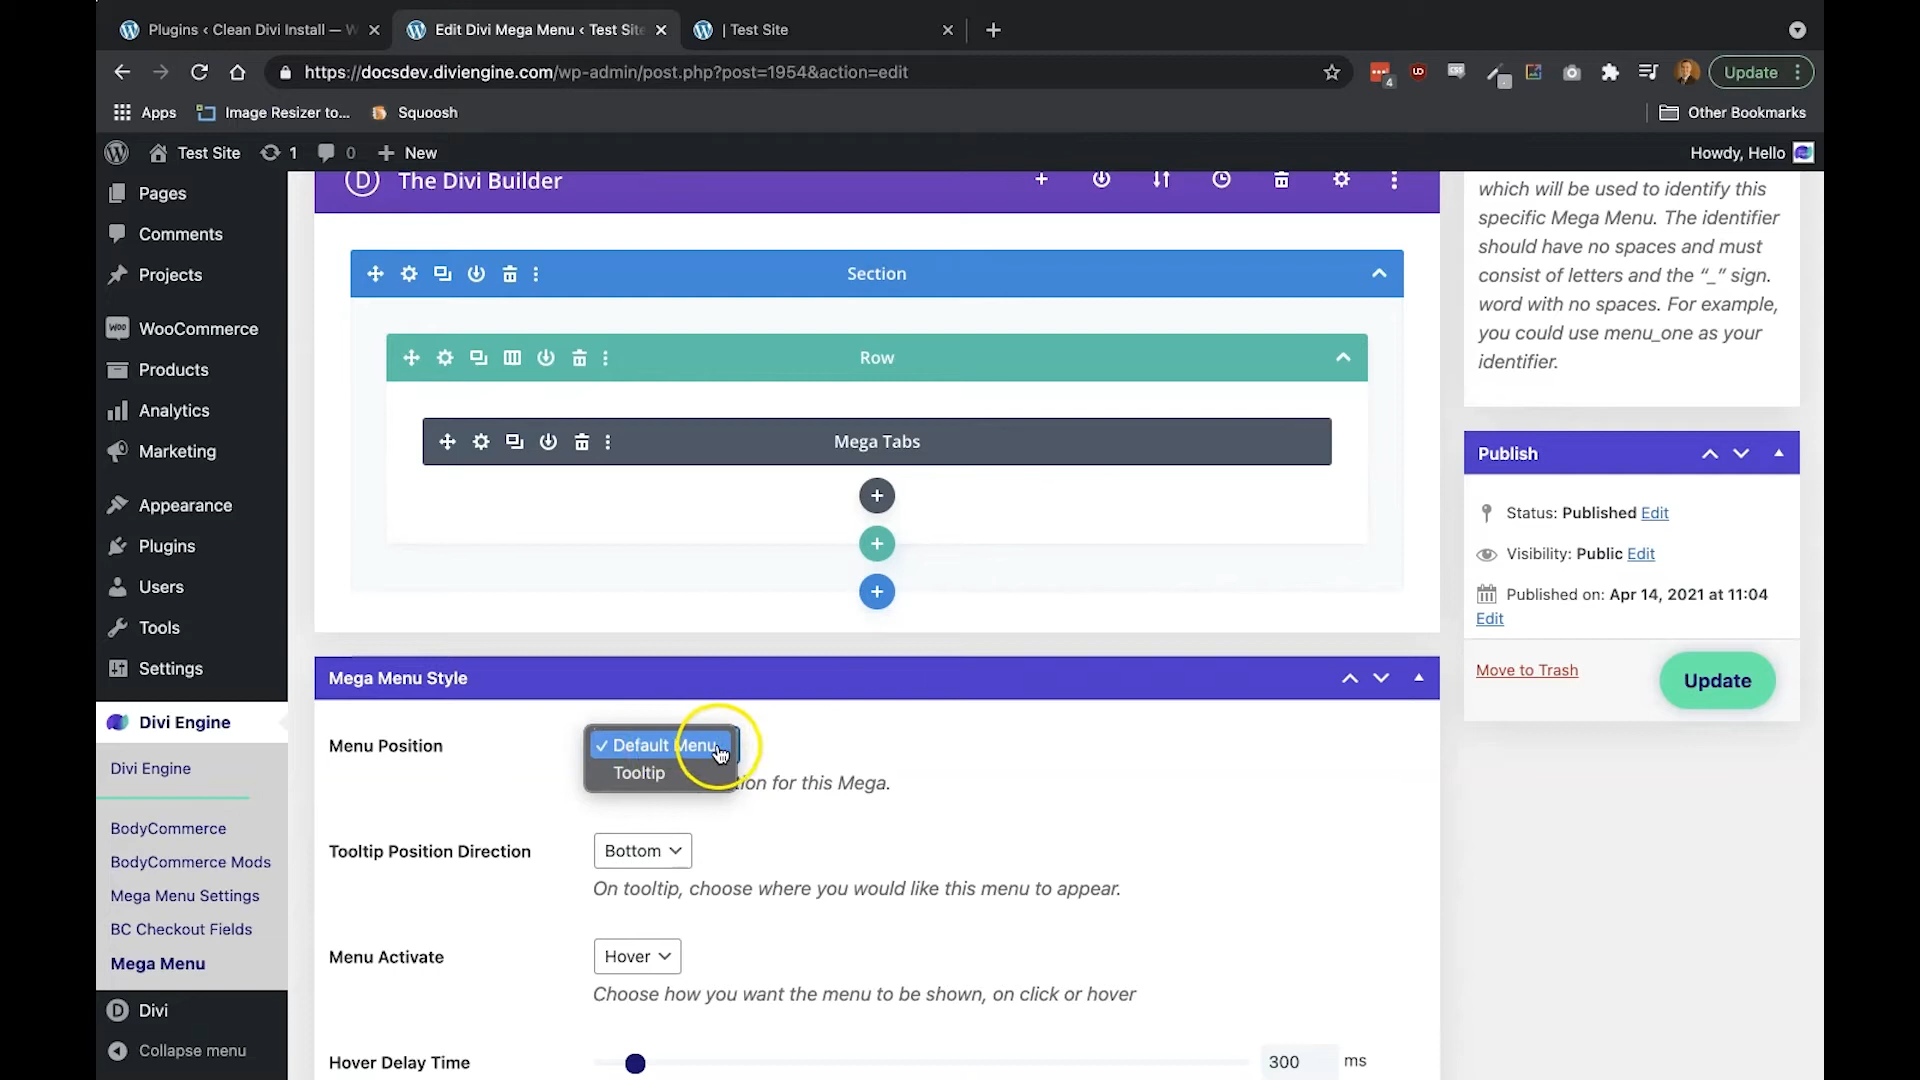 Plugins ‹ Clean Divi Install — W
Edit Divi Mega Menu ‹ Test Site
| Test Site
https://docsdev.diviengine.com/wp-admin/post.php?post=1954&action=edit
4
UD
CSS
Update
Apps
Image Resizer to...
Squoosh
Other Bookmarks
Test Site
1
0
New
Howdy, Hello
Pages
Comments
Projects
WOO
WooCommerce
Products
Analytics
Marketing
Appearance
Plugins
Users
Tools
Settings
Divi Engine
Divi Engine
BodyCommerce
BodyCommerce Mods
Mega Menu Settings
BC Checkout Fields
Mega Menu
D
Divi
Collapse menu
D
The Divi Builder
Section
Row
Mega Tabs
Mega Menu Style
Menu Position
✓ Default Menu
Tooltip
tion for this Mega.
Tooltip Position Direction
Bottom
On tooltip, choose where you would like this menu to appear.
Menu Activate
Hover
Choose how you want the menu to be shown, on click or hover
Hover Delay Time
300
ms
which will be used to identify this
specific Mega Menu. The identifier
should have no spaces and must
consist of letters and the “_” sign.
word with no spaces. For example,
you could use menu_one as your
identifier.
Publish
Status: Published Edit
Visibility: Public Edit
Published on: Apr 14, 2021 at 11:04
Edit
Move to Trash
Update